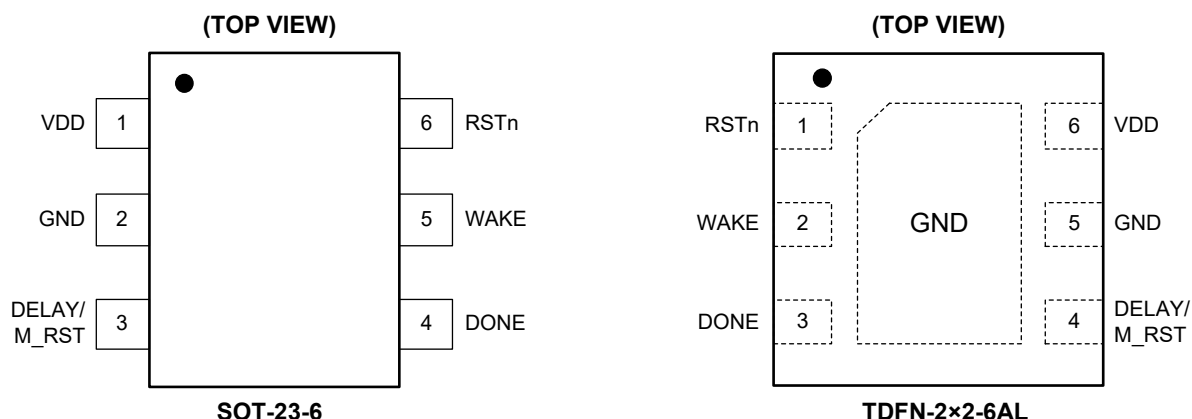 (TOP VIEW)
VDD 1
6 RSTn
GND 2
5 WAKE
DELAY/
M_RST
3
4 DONE
SOT-23-6
(TOP VIEW)
RSTn 1
6 VDD
WAKE 2
GND
5 GND
DONE 3
4
DELAY/
M_RST
TDFN-2×2-6AL